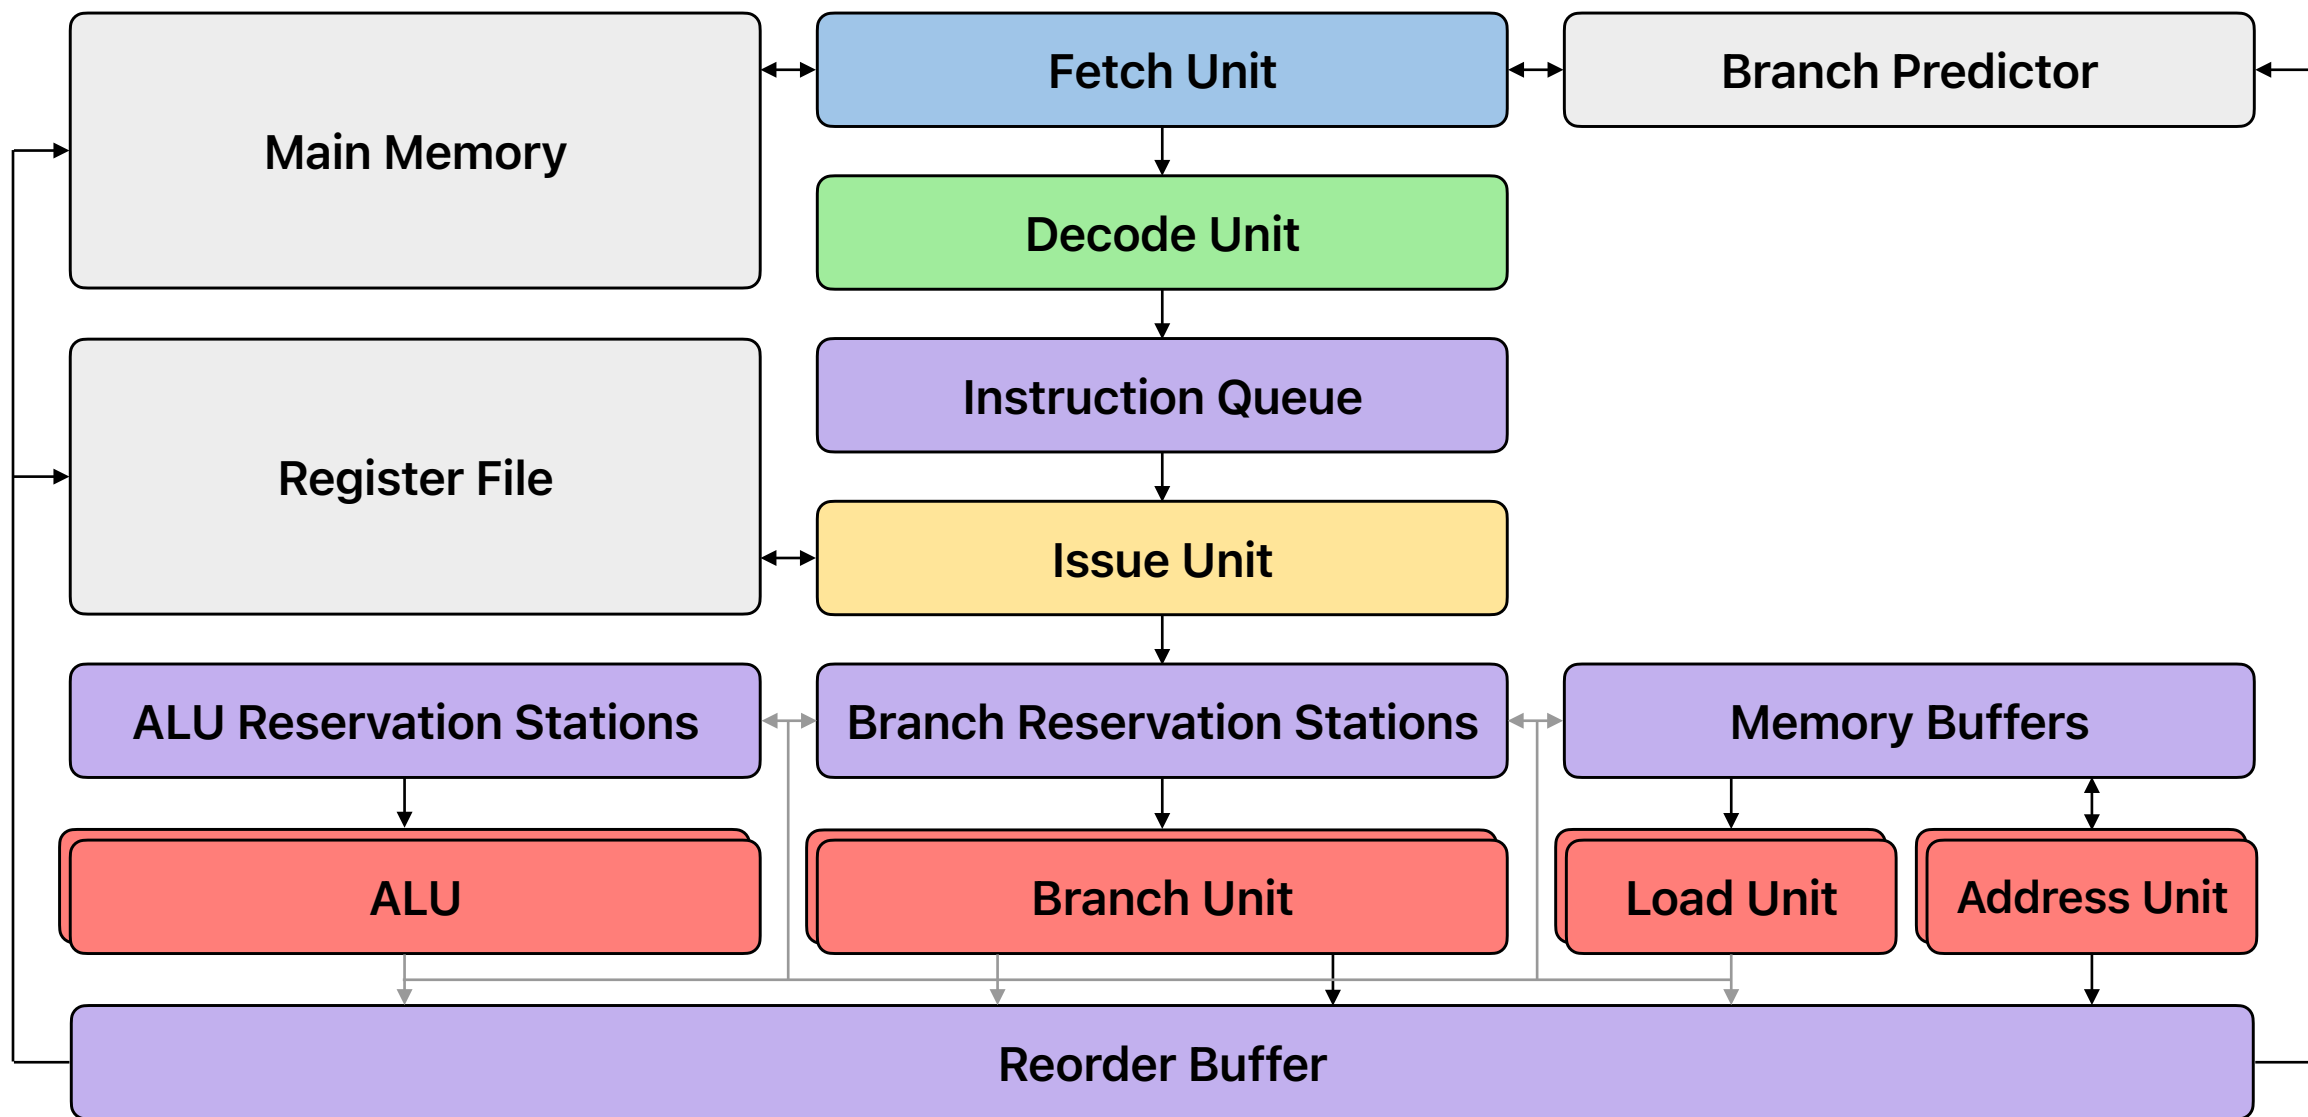 Main Memory
Fetch Unit
Branch Predictor
Decode Unit
Instruction Queue
Register File
Issue Unit
ALU Reservation Stations
Branch Reservation Stations
Memory Buffers
ALU
Branch Unit
Load Unit
Address Unit
Reorder Buffer